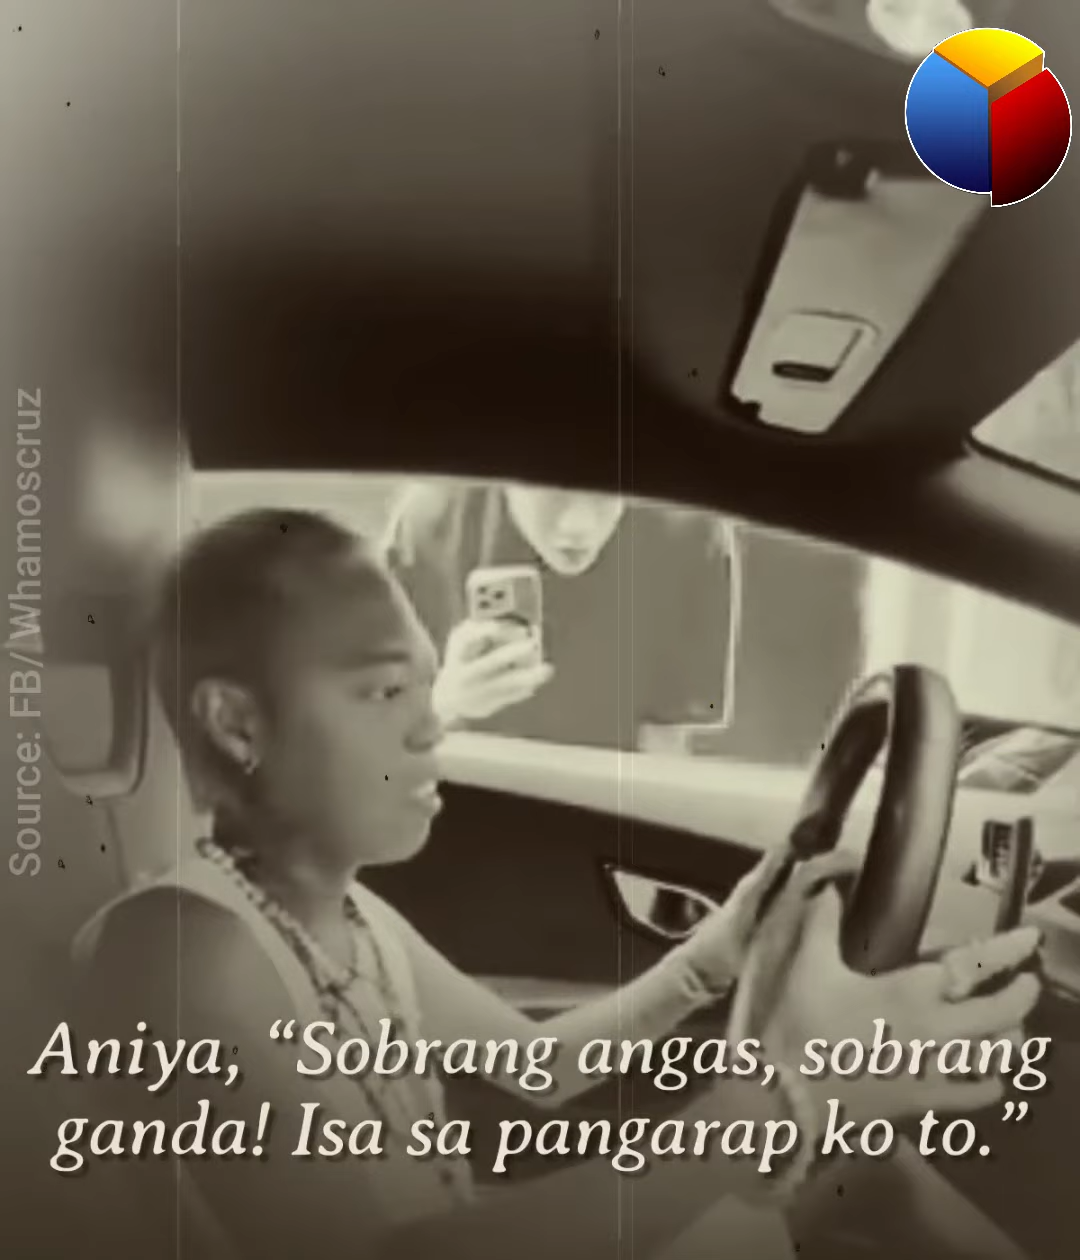 Source: FB/Whamoscruz
Aniya, “Sobrang angas, sobrang
ganda! Isa sa pangarap ko to.”